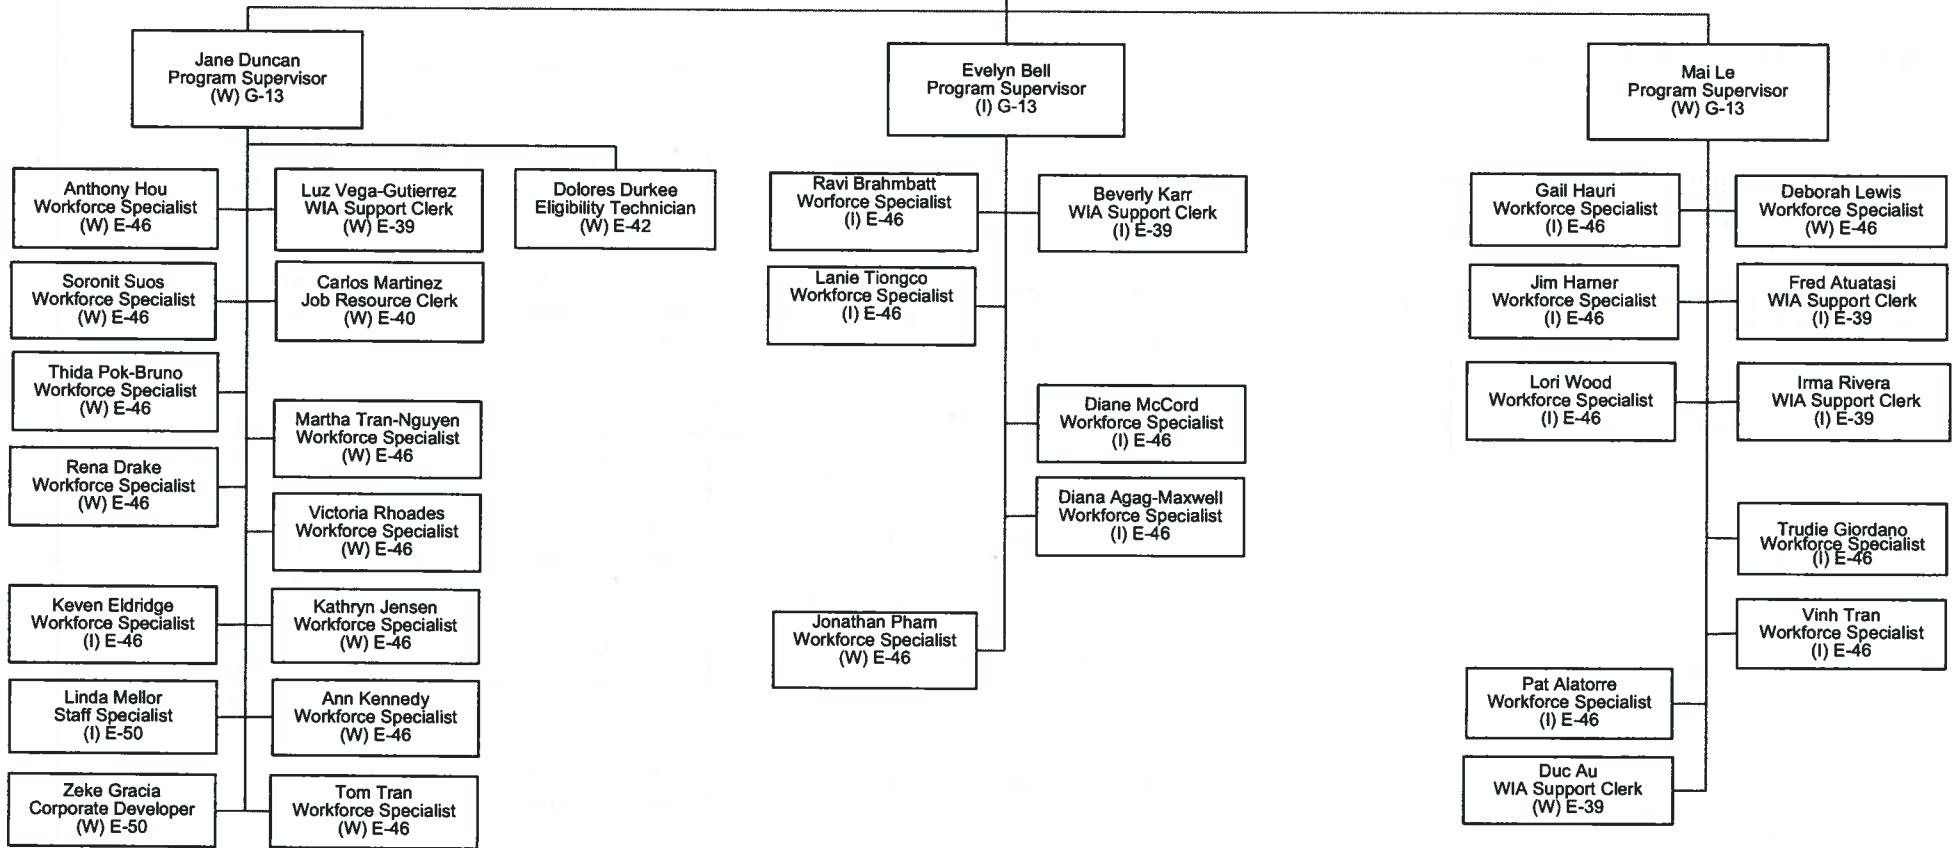 Jane Duncan
Program Supervisor
(W) G-13
Anthony Hou
Workforce Specialist
(W) E-46
Luz Vega-Gutierrez
WIA Support Clerk
(W) E-39
Dolores Durkee
Eligibility Technician
(W) E-42
Soronit Suos
Workforce Specialist
(W) E-46
Carlos Martinez
Job Resource Clerk
(W) E-40
Thida Pok-Bruno
Workforce Specialist
(W) E-46
Martha Tran-Nguyen
Workforce Specialist
(W) E-46
Rena Drake
Workforce Specialist
(W) E-46
Victoria Rhoades
Workforce Specialist
(W) E-46
Keven Eldridge
Workforce Specialist
(I) E-46
Kathryn Jensen
Workforce Specialist
(W) E-46
Linda Mellor
Staff Specialist
(I) E-50
Ann Kennedy
Workforce Specialist
(W) E-46
Zeke Gracia
Corporate Developer
(W) E-50
Tom Tran
Workforce Specialist
(W) E-46
Evelyn Bell
Program Supervisor
(I) G-13
Ravi Brahmbatt
Worforce Specialist
(I) E-46
Beverly Karr
WIA Support Clerk
(I) E-39
Lanie Tiongco
Workforce Specialist
(I) E-46
Diane McCord
Workforce Specialist
(I) E-46
Diana Agag-Maxwell
Workforce Specialist
(I) E-46
Jonathan Pham
Workforce Specialist
(W) E-46
Mai Le
Program Supervisor
(W) G-13
Gail Hauri
Workforce Specialist
(I) E-46
Deborah Lewis
Workforce Specialist
(W) E-46
Jim Harner
Workforce Specialist
(I) E-46
Fred Atuatasi
WIA Support Clerk
(I) E-39
Lori Wood
Workforce Specialist
(I) E-46
Irma Rivera
WIA Support Clerk
(I) E-39
Trudie Giordano
Workforce Specialist
(I) E-46
Vinh Tran
Workforce Specialist
(I) E-46
Pat Alatorre
Workforce Specialist
(I) E-46
Duc Au
WIA Support Clerk
(W) E-39